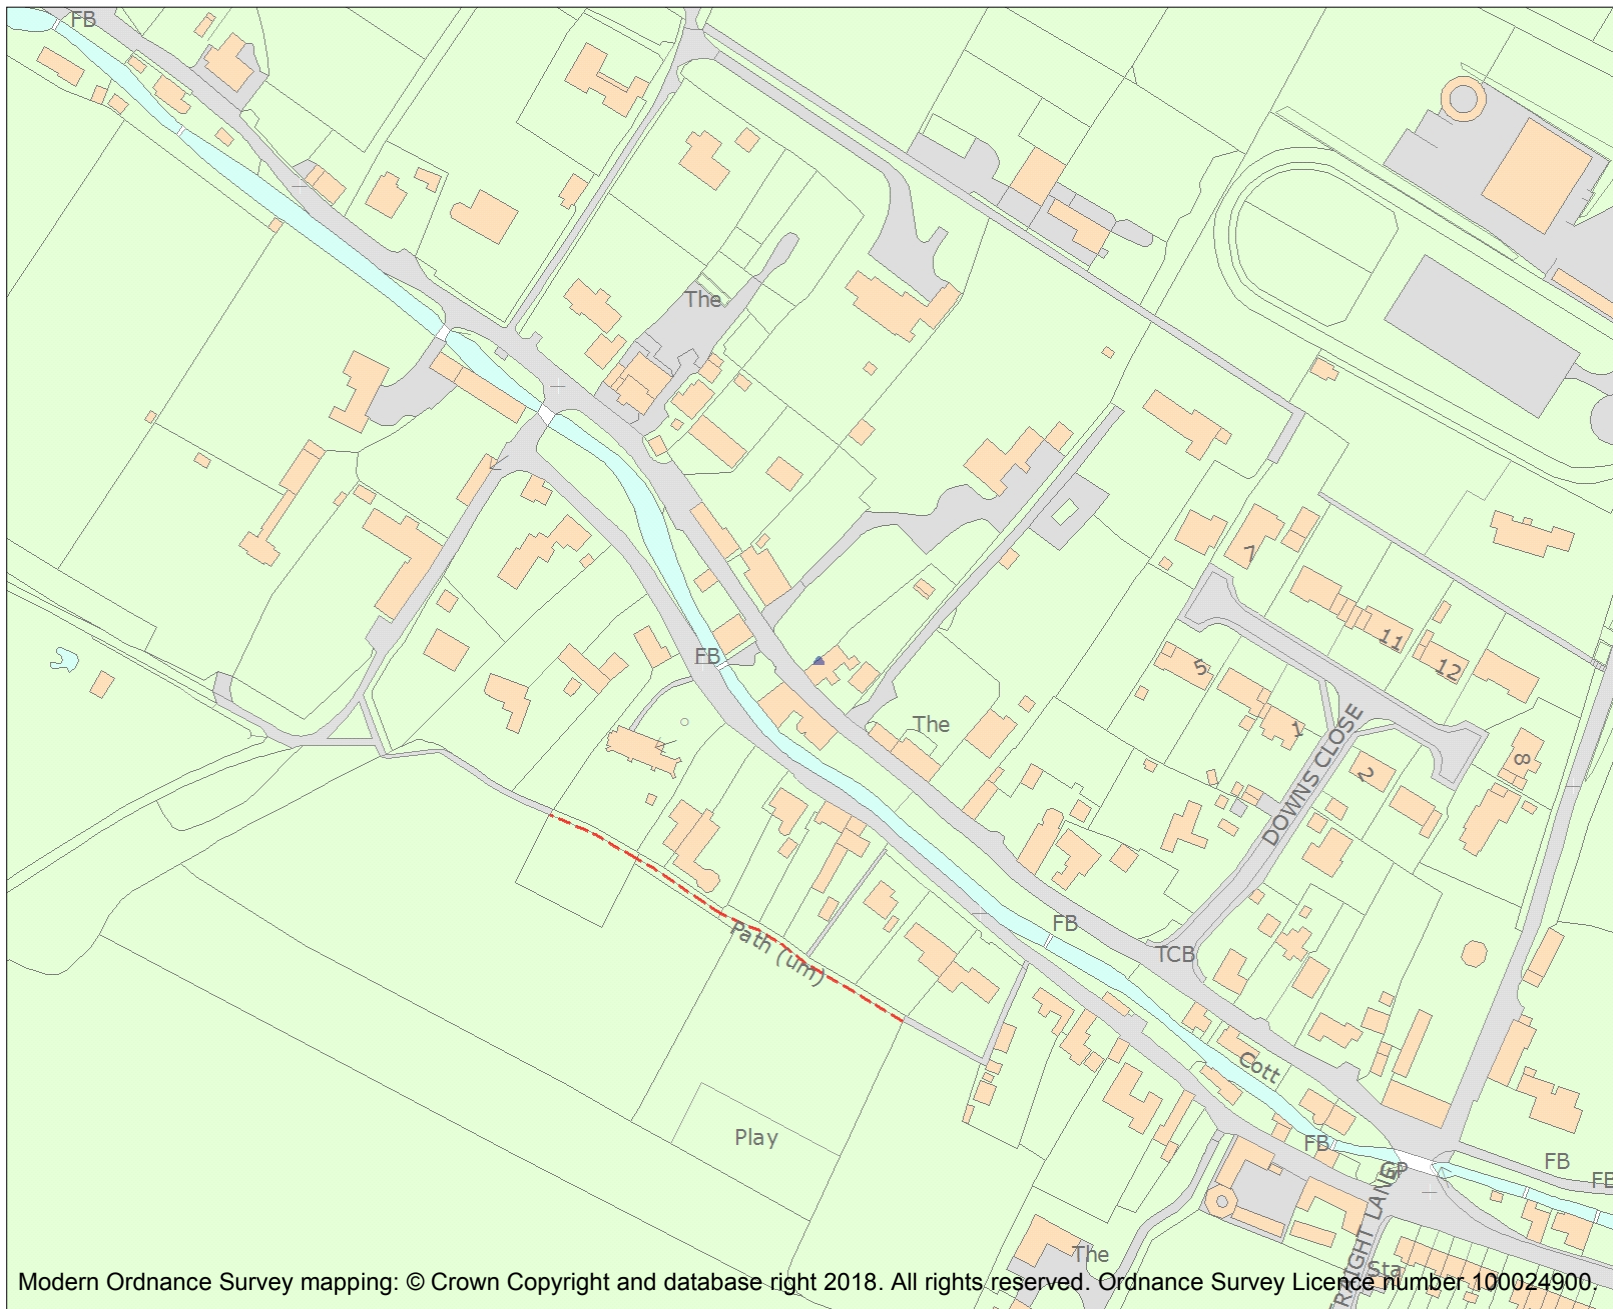 FB
The
7
11
12
5
FB
The
1
DOWNS CLOSE
2
8
FB
TCB
Path (um)
Cott
Play
FB
GP
FB
The
Sta
Modern Ordnance Survey mapping: © Crown Copyright and database right 2018. All rights reserved. Ordnance Survey Licence number 100024900.